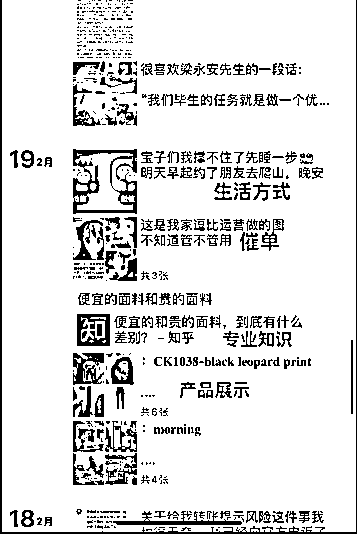 很喜欢梁永安先生的一段话:
“我们毕生的任务就是做一个优...
19 2月
宝子们我撑不住了先睡一步
明天早起约了朋友去爬山。晚安
生活方式
这是我家逗比运营做的图
不知道管不管用 催单
共3张
便宜的面料和贵的面料
知 便宜的和贵的面料，到底有什么
差别？ - 知乎 专业知识
： CK1038-black leopard print
....
产品展示
共6张
： morning
....
共4张
18 2月
关于给我转账提示风险这件事我